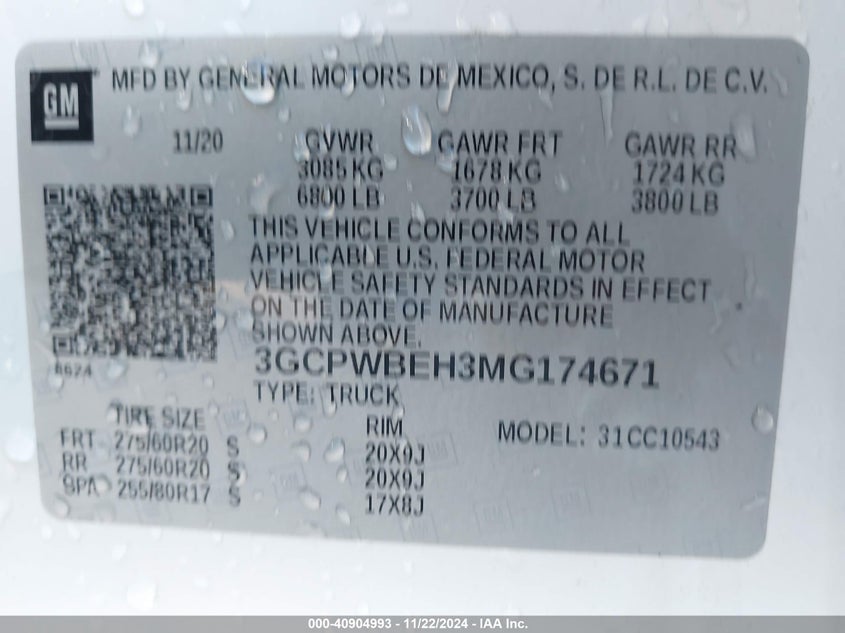 GM
MFD BY GENERAL MOTORS DE MEXICO, S. DE R.L. DE C.V.
11/20 GVWR GAWR FRT GAWR RR
3085 KG 1678 KG 1724 KG
6800 LB 3700 LB 3800 LB
THIS VEHICLE CONFORMS TO ALL
APPLICABLE U.S. FEDERAL MOTOR
VEHICLE SAFETY STANDARDS IN EFFECT
ON THE DATE OF MANUFACTURE
SHOWN ABOVE.
6624
3GCPWBEH3MG174671
TYPE: TRUCK
TIRE SIZE RIM MODEL: 31CC10543
FRT 275/60R20 S 20X9J
RR 275/60R20 S 20X9J
SPA 255/80R17 S 17X8J
000-40904993 - 11/22/2024 - IAA Inc.